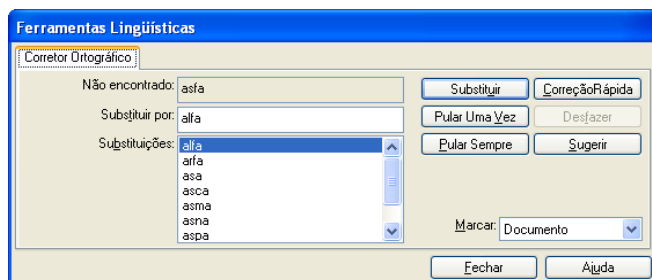 Ferramentas Lingüísticas
Corretor Ortográfico
Não encontrado: asfa
Substituir CorreçãoRápida
Substituir por: alfa
Pular Uma Vez Desfazer
Substituições: alfa
Pular Sempre Sugerir
arfa
asa
asca
asma
asna
aspa
Marcar: Documento
Fechar Ajuda